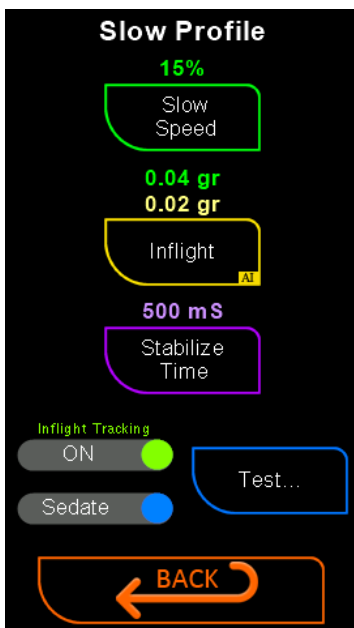 Slow Profile
15%
Slow
Speed
0.04 gr
0.02 gr
Inflight
AI
500 mS
Stabilize
Time
Inflight Tracking
ON
Test...
Sedate
BACK